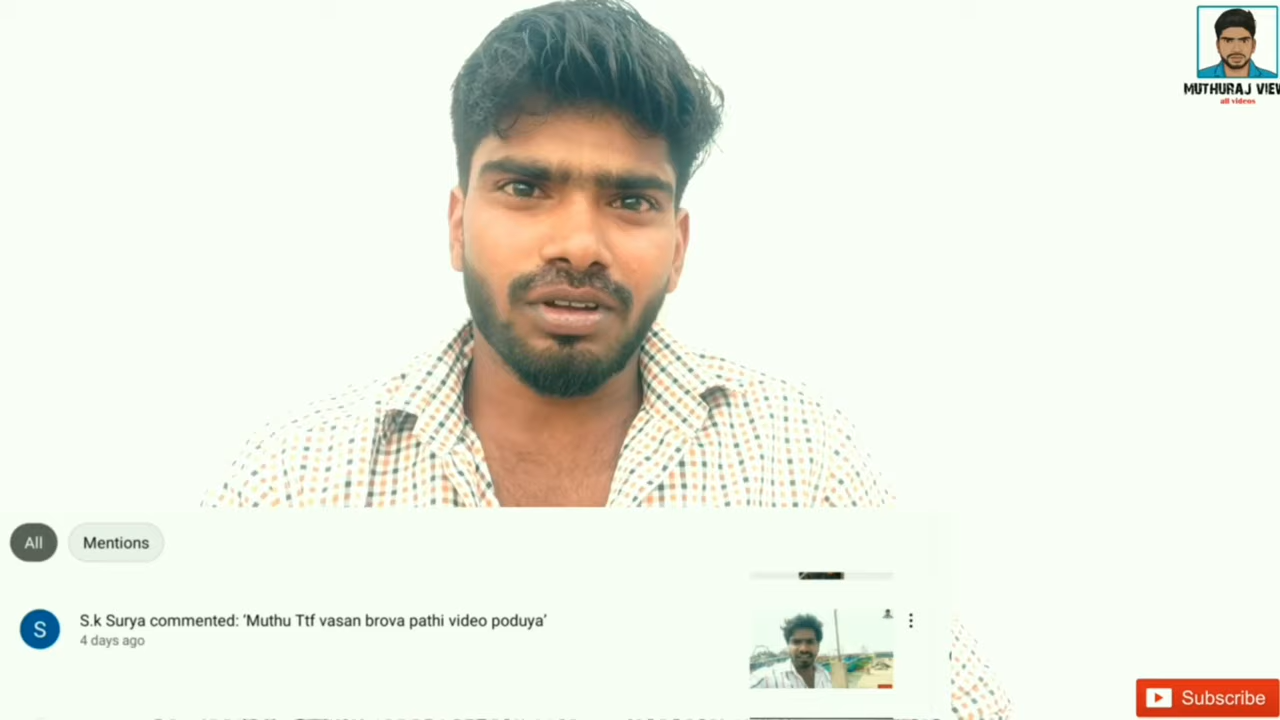 MUTHURAJ VIEW
all videos
All
Mentions
S
S.k Surya commented: ‘Muthu Ttf vasan brova pathi video poduya’
4 days ago
Subscribe